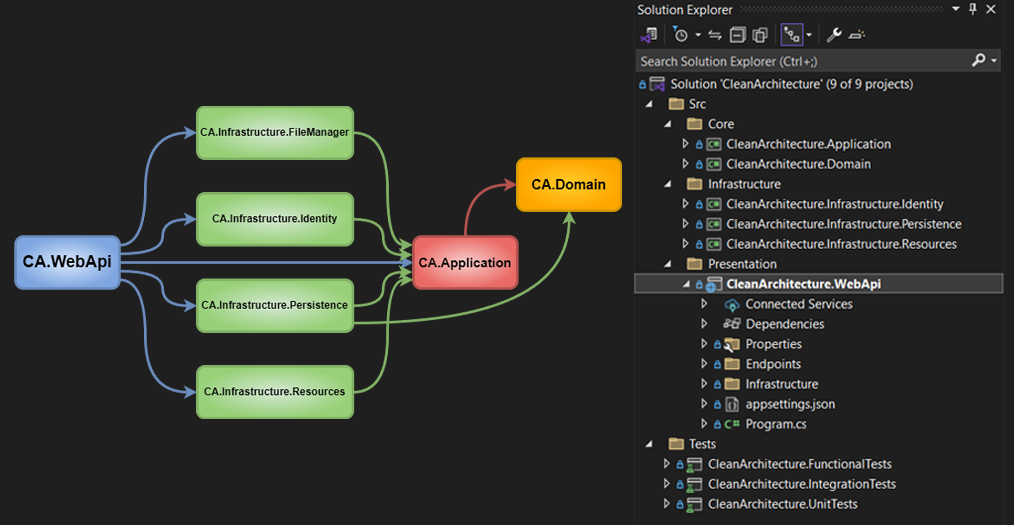 CA.Infrastructure.FileManager
CA.Infrastructure.Identity
CA.WebApi
CA.Infrastructure.Persistence
CA.Infrastructure.Resources
CA.Application
CA.Domain
Solution Explorer
Search Solution Explorer (Ctrl+;)
Solution 'CleanArchitecture' (9 of 9 projects)
Src
Core
CleanArchitecture.Application
CleanArchitecture.Domain
Infrastructure
CleanArchitecture.Infrastructure.Identity
CleanArchitecture.Infrastructure.Persistence
CleanArchitecture.Infrastructure.Resources
Presentation
CleanArchitecture.WebApi
Connected Services
Dependencies
Properties
Endpoints
Infrastructure
appsettings.json
C# Program.cs
Tests
CleanArchitecture.FunctionalTests
CleanArchitecture.IntegrationTests
CleanArchitecture.UnitTests